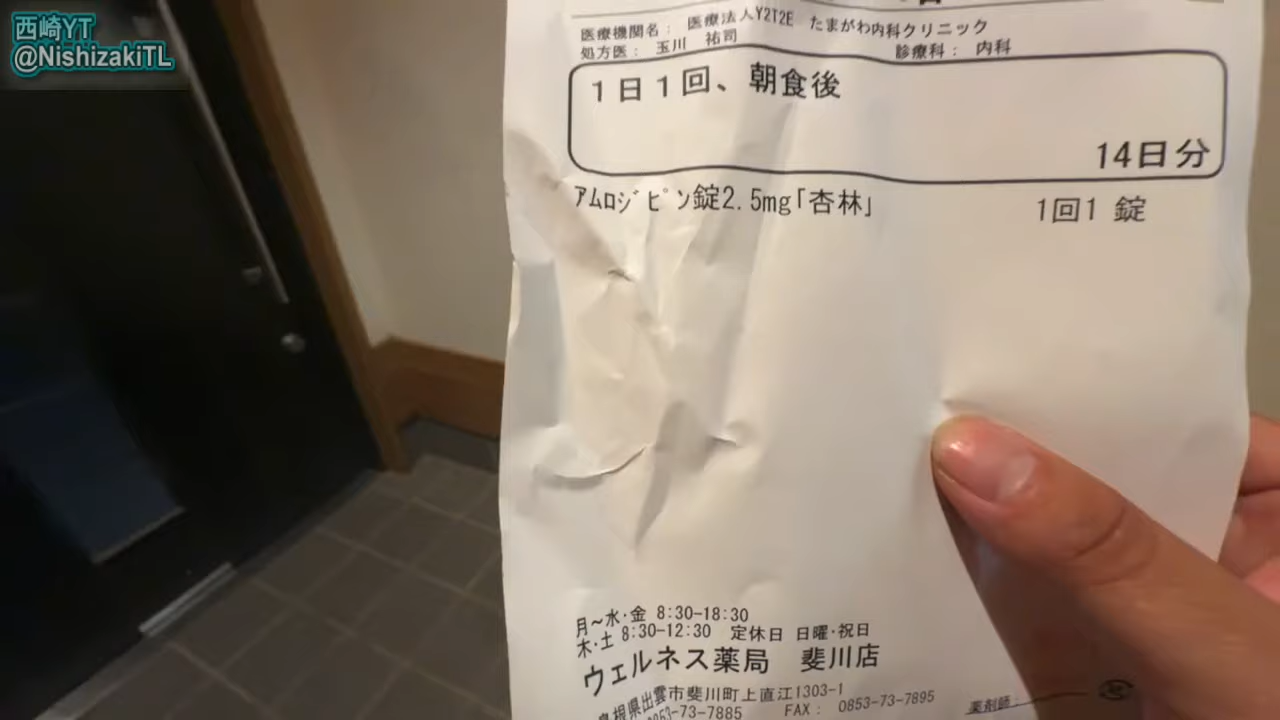 西崎YT
@NishizakiTL
医療機関名： 医療法人Y2T2E たまがわ内科クリニック
処方医： 玉川 祐司 診療科： 内科
1日1回、朝食後
14日分
ｱﾑﾛｼﾞﾋﾟﾝ錠2.5mg｢杏林｣ 1回1 錠
月～水・金 8:30-18:30
木・土 8:30-12:30 定休日 日曜・祝日
ウェルネス薬局 斐川店
島根県出雲市斐川町上直江1303-1
0853-73-7885 FAX： 0853-73-7895
薬剤師：